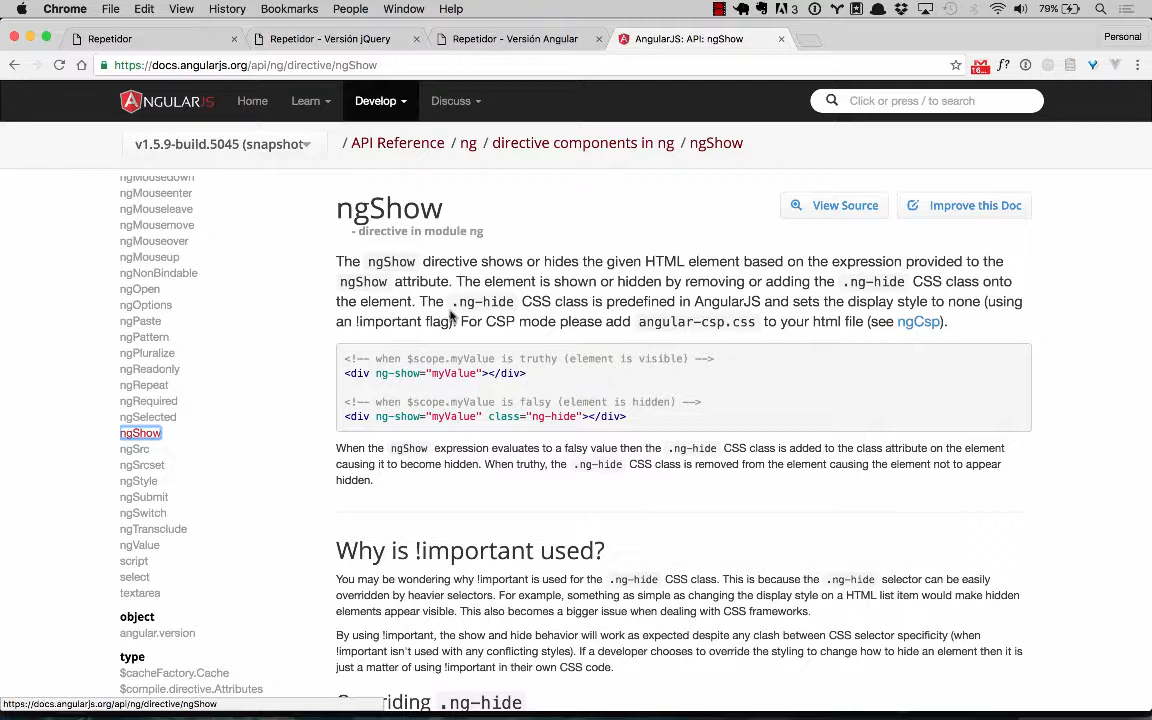 Chrome File Edit View History Bookmarks People Window Help 3 79%
Repetidor Repetidor - Versión jQuery Repetidor - Versión Angular AngularJS: API: ngShow Personal
https://docs.angularjs.org/api/ng/directive/ngShow f?
ANGULARJS Home Learn Develop Discuss Click or press / to search
v1.5.9-build.5045 (snapshot / API Reference / ng / directive components in ng / ngShow
ngMousedown
ngMouseenter
ngMouseleave
ngMousemove
ngMouseover
ngMouseup
ngNonBindable
ngOpen
ngOptions
ngPaste
ngPattern
ngPluralize
ngReadonly
ngRepeat
ngRequired
ngSelected
ngShow
ngSrc
ngSrcset
ngStyle
ngSubmit
ngSwitch
ngTransclude
ngValue
script
select
textarea
object
angular.version
type
$cacheFactory.Cache
$compile.directive.Attributes
ngShow
- directive in module ng
View Source Improve this Doc
The ngShow directive shows or hides the given HTML element based on the expression provided to the
ngShow attribute. The element is shown or hidden by removing or adding the .ng-hide CSS class onto
the element. The .ng-hide CSS class is predefined in AngularJS and sets the display style to none (using
an !important flag). For CSP mode please add angular-csp.css to your html file (see ngCsp).
<!-- when $scope.myValue is truthy (element is visible) -->
<div ng-show="myValue"></div>
<!-- when $scope.myValue is falsy (element is hidden) -->
<div ng-show="myValue" class="ng-hide"></div>
When the ngShow expression evaluates to a falsy value then the .ng-hide CSS class is added to the class attribute on the element
causing it to become hidden. When truthy, the .ng-hide CSS class is removed from the element causing the element not to appear
hidden.
Why is !important used?
You may be wondering why !important is used for the .ng-hide CSS class. This is because the .ng-hide selector can be easily
overridden by heavier selectors. For example, something as simple as changing the display style on a HTML list item would make hidden
elements appear visible. This also becomes a bigger issue when dealing with CSS frameworks.
By using !important, the show and hide behavior will work as expected despite any clash between CSS selector specificity (when
!important isn't used with any conflicting styles). If a developer chooses to override the styling to change how to hide an element then it is
just a matter of using !important in their own CSS code.
Overriding .ng-hide
https://docs.angularjs.org/api/ng/directive/ngShow